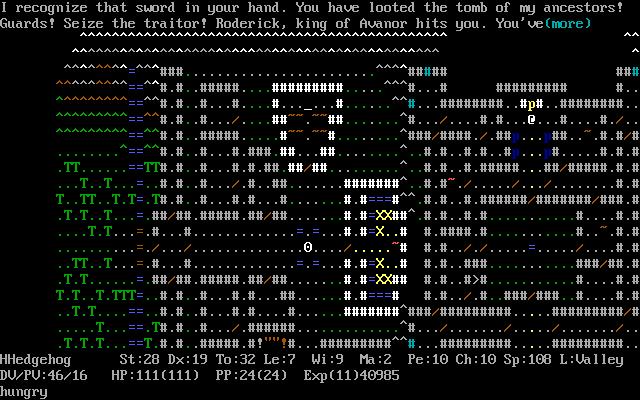 I recognize that sword in your hand. You have looted the tomb of my ancestors!
Guards! Seize the traitor! Roderick, king of Avanor hits you. You've(more)
HHedgehog St:28 Dx:19 To:32 Le:7 Wi:9 Ma:2 Pe:10 Ch:10 Sp:108 L:Valley
DV/PV:46/16 HP:111(111) PP:24(24) Exp(11)40985
hungry